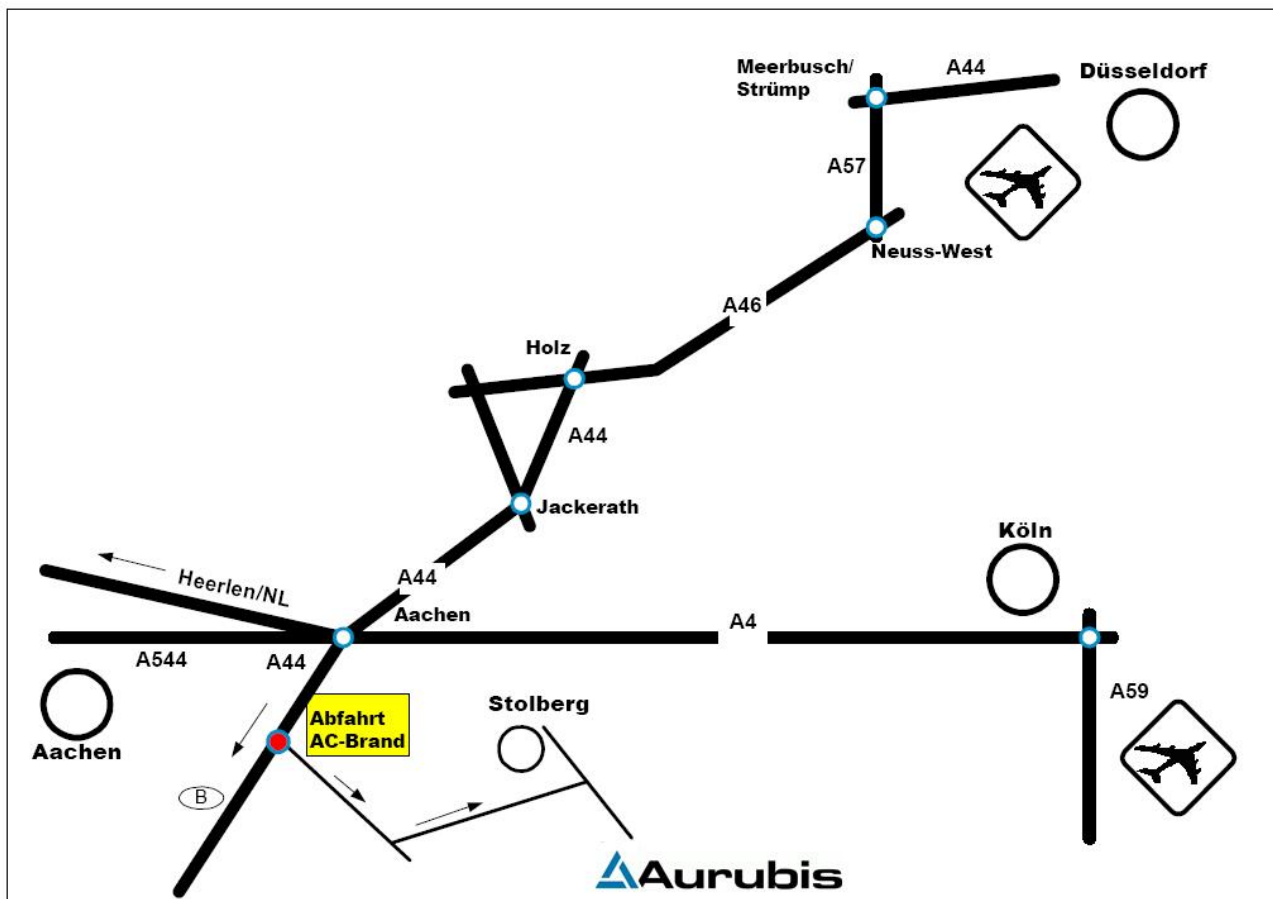 Meerbusch/
Strümp
A44
Düsseldorf
A57
Neuss-West
A46
Holz
A44
Jackerath
Köln
Heerlen/NL
A44
Aachen
A4
A544
A44
A59
Abfahrt
AC-Brand
Stolberg
Aachen
B
Aurubis